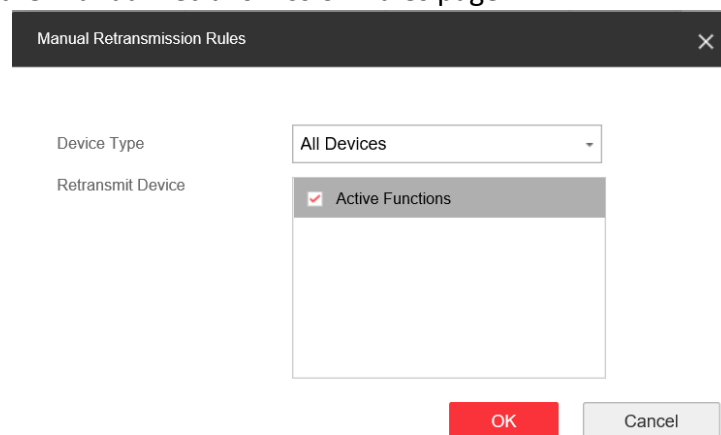 Manual Retransmission Rules
Device Type
All Devices
Retransmit Device
Active Functions
OK
Cancel